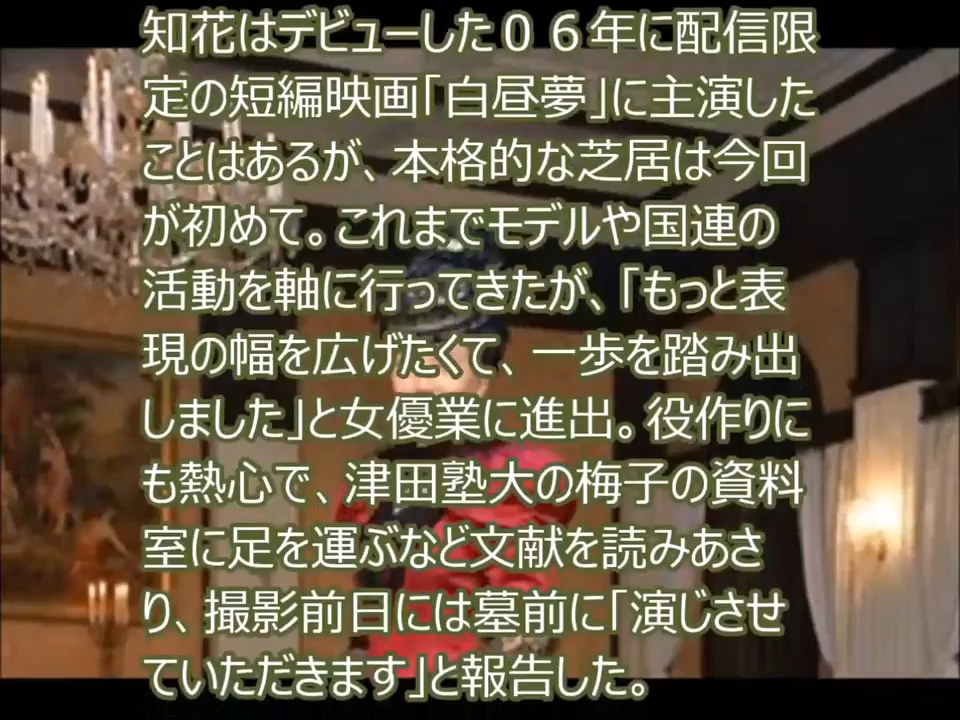 知花はデビューした０６年に配信限
定の短編映画「白昼夢」に主演した
ことはあるが、本格的な芝居は今回
が初めて。これまでモデルや国連の
活動を軸に行ってきたが、「もっと表
現の幅を広げたくて、一歩を踏み出
しました」と女優業に進出。役作りに
も熱心で、津田塾大の梅子の資料
室に足を運ぶなど文献を読みあさ
り、撮影前日には墓前に「演じさせ
ていただきます」と報告した。